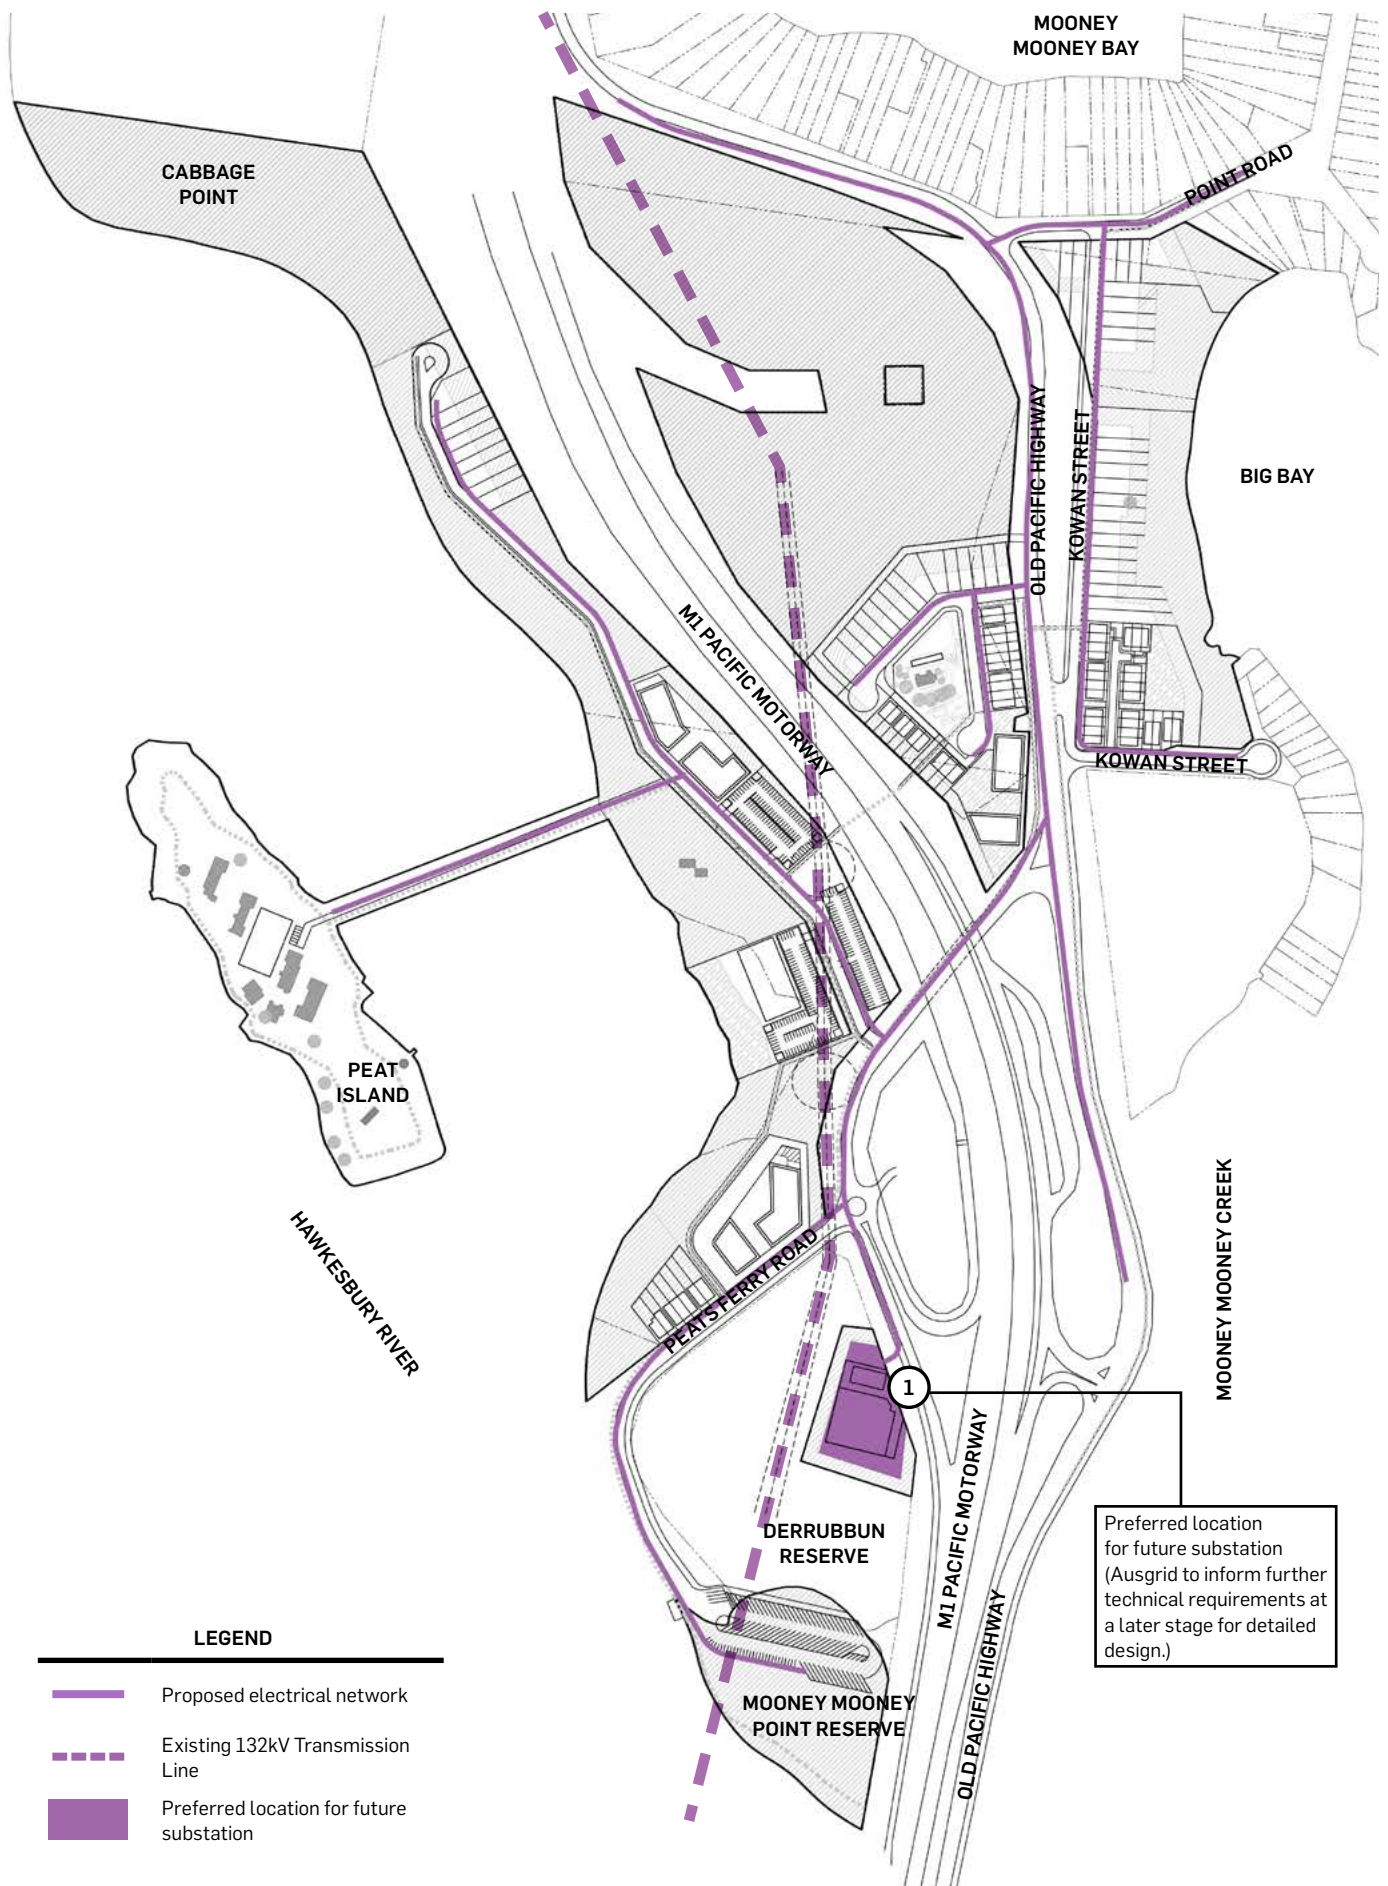 MOONEY
MOONEY BAY
CABBAGE
POINT
POINT ROAD
OLD PACIFIC HIGHWAY
KOWAN STREET
BIG BAY
M1 PACIFIC MOTORWAY
KOWAN STREET
PEAT
ISLAND
HAWKESBURY RIVER
PEATS FERRY ROAD
MOONEY MOONEY CREEK
1
M1 PACIFIC MOTORWAY
OLD PACIFIC HIGHWAY
Preferred location
for future substation
(Ausgrid to inform further
technical requirements at
a later stage for detailed
design.)
DERRUBBUN
RESERVE
MOONEY MOONEY
POINT RESERVE
LEGEND
Proposed electrical network
Existing 132kV Transmission
Line
Preferred location for future
substation